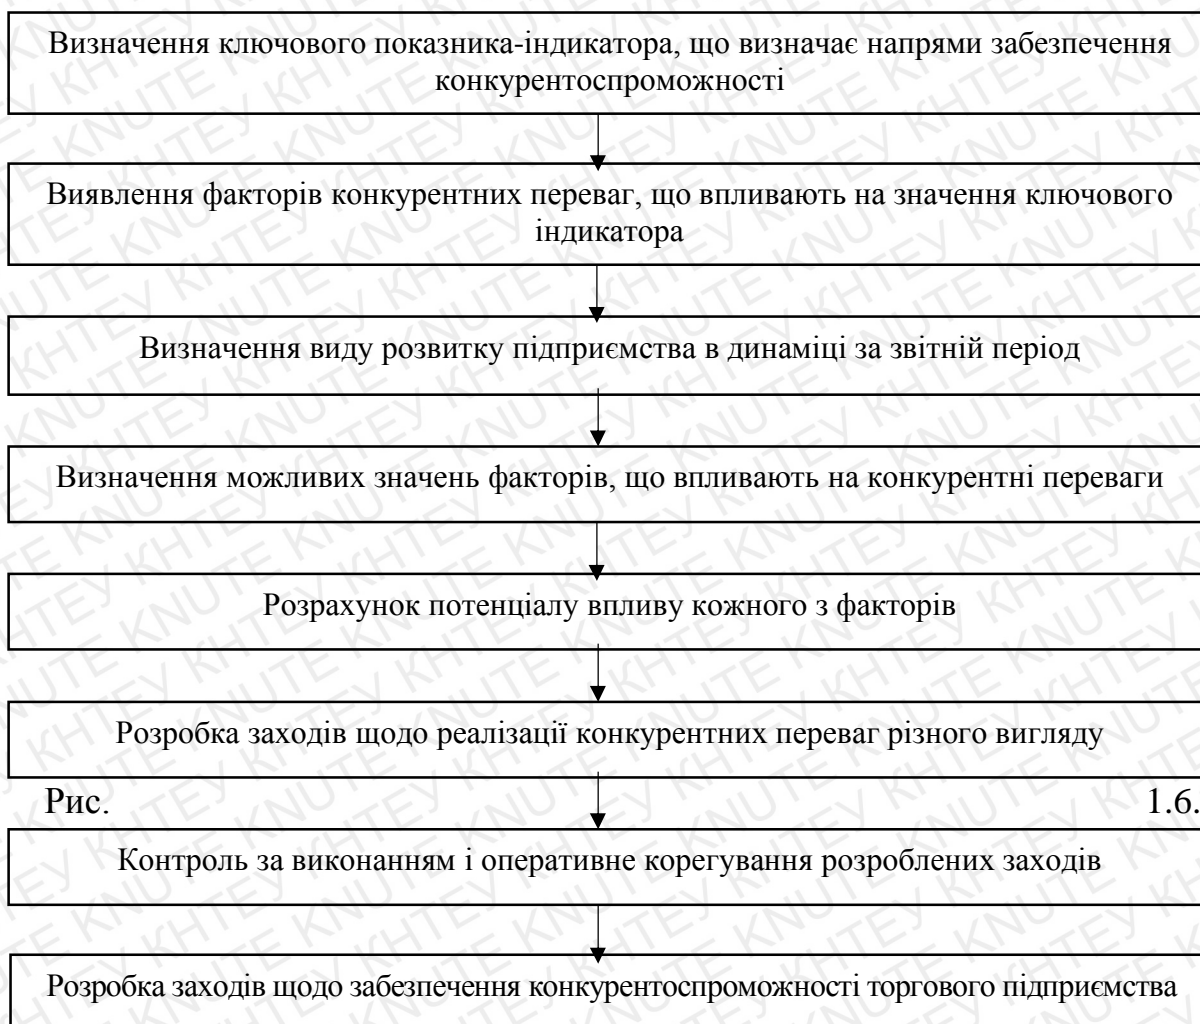 Визначення ключового показника-індикатора, що визначає напрями забезпечення
конкурентоспроможності
Виявлення факторів конкурентних переваг, що впливають на значення ключового
індикатора
Визначення виду розвитку підприємства в динаміці за звітній період
Визначення можливих значень факторів, що впливають на конкурентні переваги
Розрахунок потенціалу впливу кожного з факторів
Розробка заходів щодо реалізації конкурентних переваг різного вигляду
Рис. 1.6.
Контроль за виконанням і оперативне корегування розроблених заходів
Розробка заходів щодо забезпечення конкурентоспроможності торгового підприємства